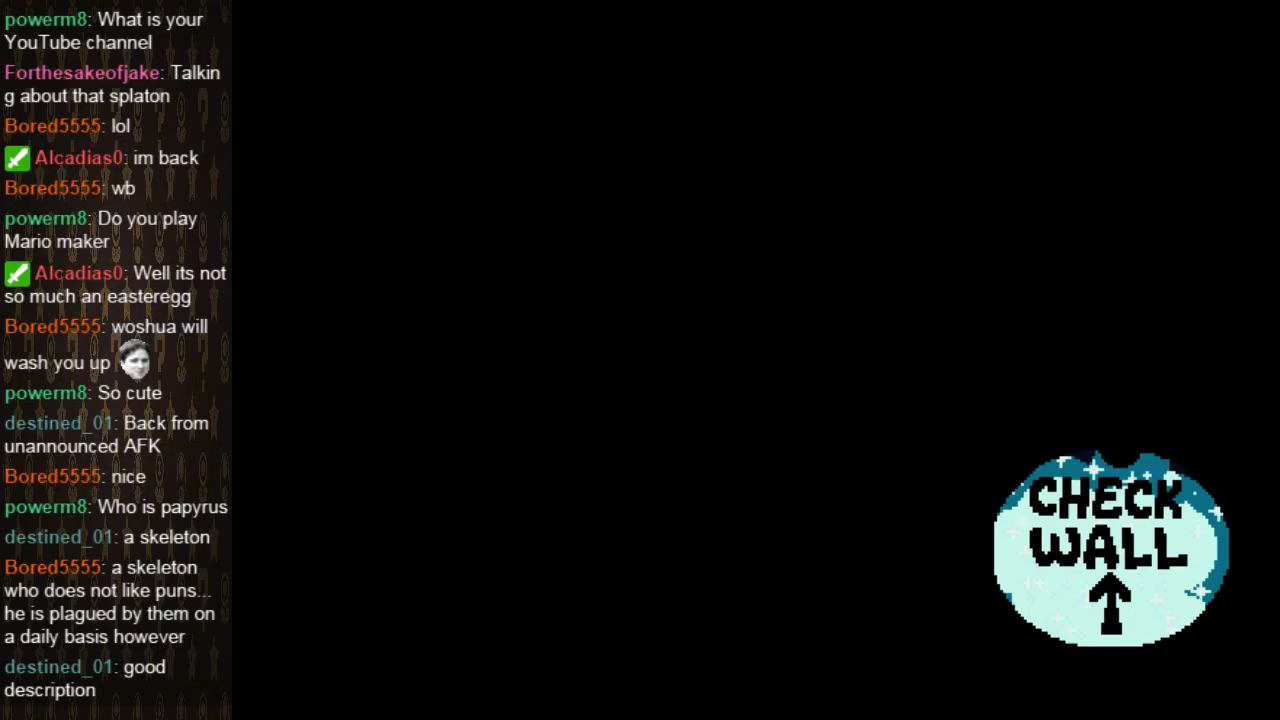 powerm8: What is your
YouTube channel
Forthesakeofjake: Talkin
g about that splaton
Bored5555: lol
Alcadias0: im back
Bored5555: wb
powerm8: Do you play
Mario maker
Alcadias0: Well its not
so much an easteregg
Bored5555: woshua will
wash you up
powerm8: So cute
destined_01: Back from
unannounced AFK
Bored5555: nice
powerm8: Who is papyrus
destined_01: a skeleton
Bored5555: a skeleton
who does not like puns...
he is plagued by them on
a daily basis however
destined_01: good
description
CHECK
WALL